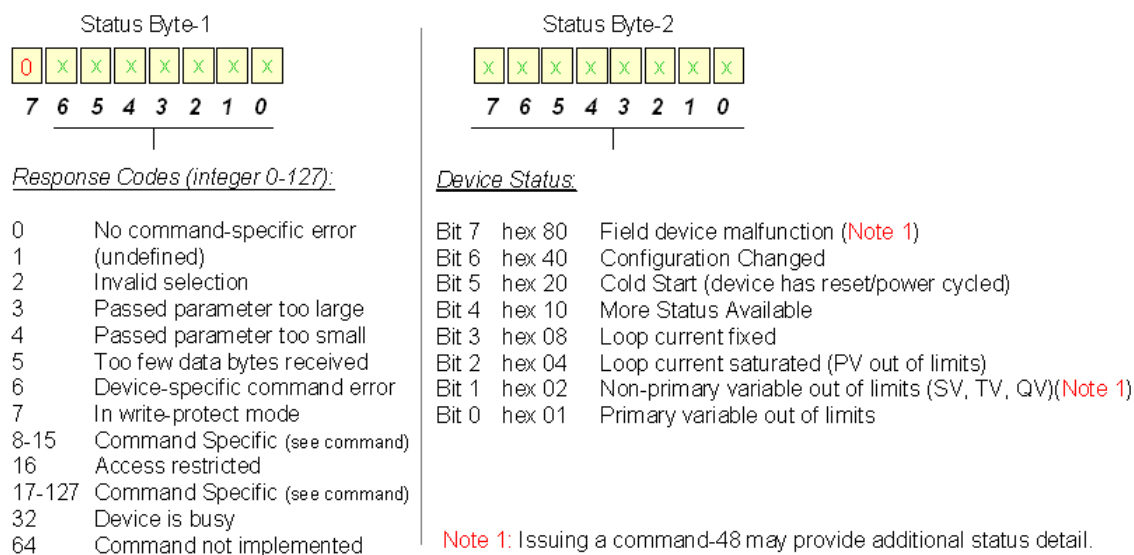 Status Byte-1
0 x x x x x x x
7 6 5 4 3 2 1 0
Response Codes (integer 0-127):
0 No command-specific error
1 (undefined)
2 Invalid selection
3 Passed parameter too large
4 Passed parameter too small
5 Too few data bytes received
6 Device-specific command error
7 In write-protect mode
8-15 Command Specific (see command)
16 Access restricted
17-127 Command Specific (see command)
32 Device is busy
64 Command not implemented
Status Byte-2
x x x x x x x x
7 6 5 4 3 2 1 0
Device Status:
Bit 7 hex 80 Field device malfunction (Note 1)
Bit 6 hex 40 Configuration Changed
Bit 5 hex 20 Cold Start (device has reset/power cycled)
Bit 4 hex 10 More Status Available
Bit 3 hex 08 Loop current fixed
Bit 2 hex 04 Loop current saturated (PV out of limits)
Bit 1 hex 02 Non-primary variable out of limits (SV, TV, QV)(Note 1)
Bit 0 hex 01 Primary variable out of limits
Note 1: Issuing a command-48 may provide additional status detail.